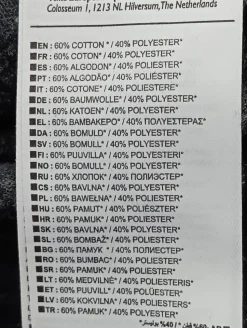 Colosseum 1, 1213 NL Hilversum, The Netherlands
EN : 60% COTTON* / 40% POLYESTER*
FR : 60% COTON* / 40% POLYESTER*
ES : 60% ALGODON* / 40% POLYESTER*
PT : 60% ALGODÃO* / 40% POLIÉSTER*
IT : 60% COTONE* / 40% POLIESTERE*
DE : 60% BAUMWOLLE* / 40% POLYESTER*
NL : 60% KATOEN* / 40% POLYESTER*
EL : 60% ΒΑΜΒΑΚΕΡΟ* / 40% ΠΟΛΥΕΣΤΕΡΑΣ*
DA : 60% BOMULD* / 40% POLYESTER*
SV : 60% BOMULL* / 40% POLYESTER*
FI : 60% PUUVILLA* / 40% POLYESTERI*
NO : 60% BOMULL* / 40% POLYESTER*
RU : 60% ХЛОПОК* / 40% ПОЛИЭСТЕР*
CS : 60% BAVLNA* / 40% POLYESTER*
PL : 60% BAWEŁNA* / 40% POLYESTER*
HU : 60% PAMUT* / 40% POLIÉSZTER*
HR : 60% PAMUK* / 40% POLIESTER*
SK : 60% BAVLNA* / 40% POLYESTER*
SL : 60% BOMBAŽ* / 40% POLIESTER*
BG : 60% ПАМУК* / 40% ПОЛИЕСТЕР*
RO : 60% BUMBAC* / 40% POLIESTER*
SR : 60% PAMUK* / 40% POLIESTER*
LT : 60% MEDVILNĖ* / 40% POLIESTERIS*
ET : 60% PUUVILL* / 40% POLÜESTER*
LV : 60% KOKVILNA* / 40% POLIESTERS*
TR : 60% PAMUK* / 40% POLYESTER*